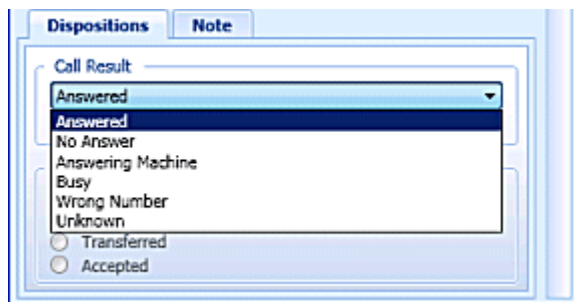 Dispositions Note
Call Result
Answered
Answered
No Answer
Answering Machine
Busy
Wrong Number
Unknown
Transferred
Accepted